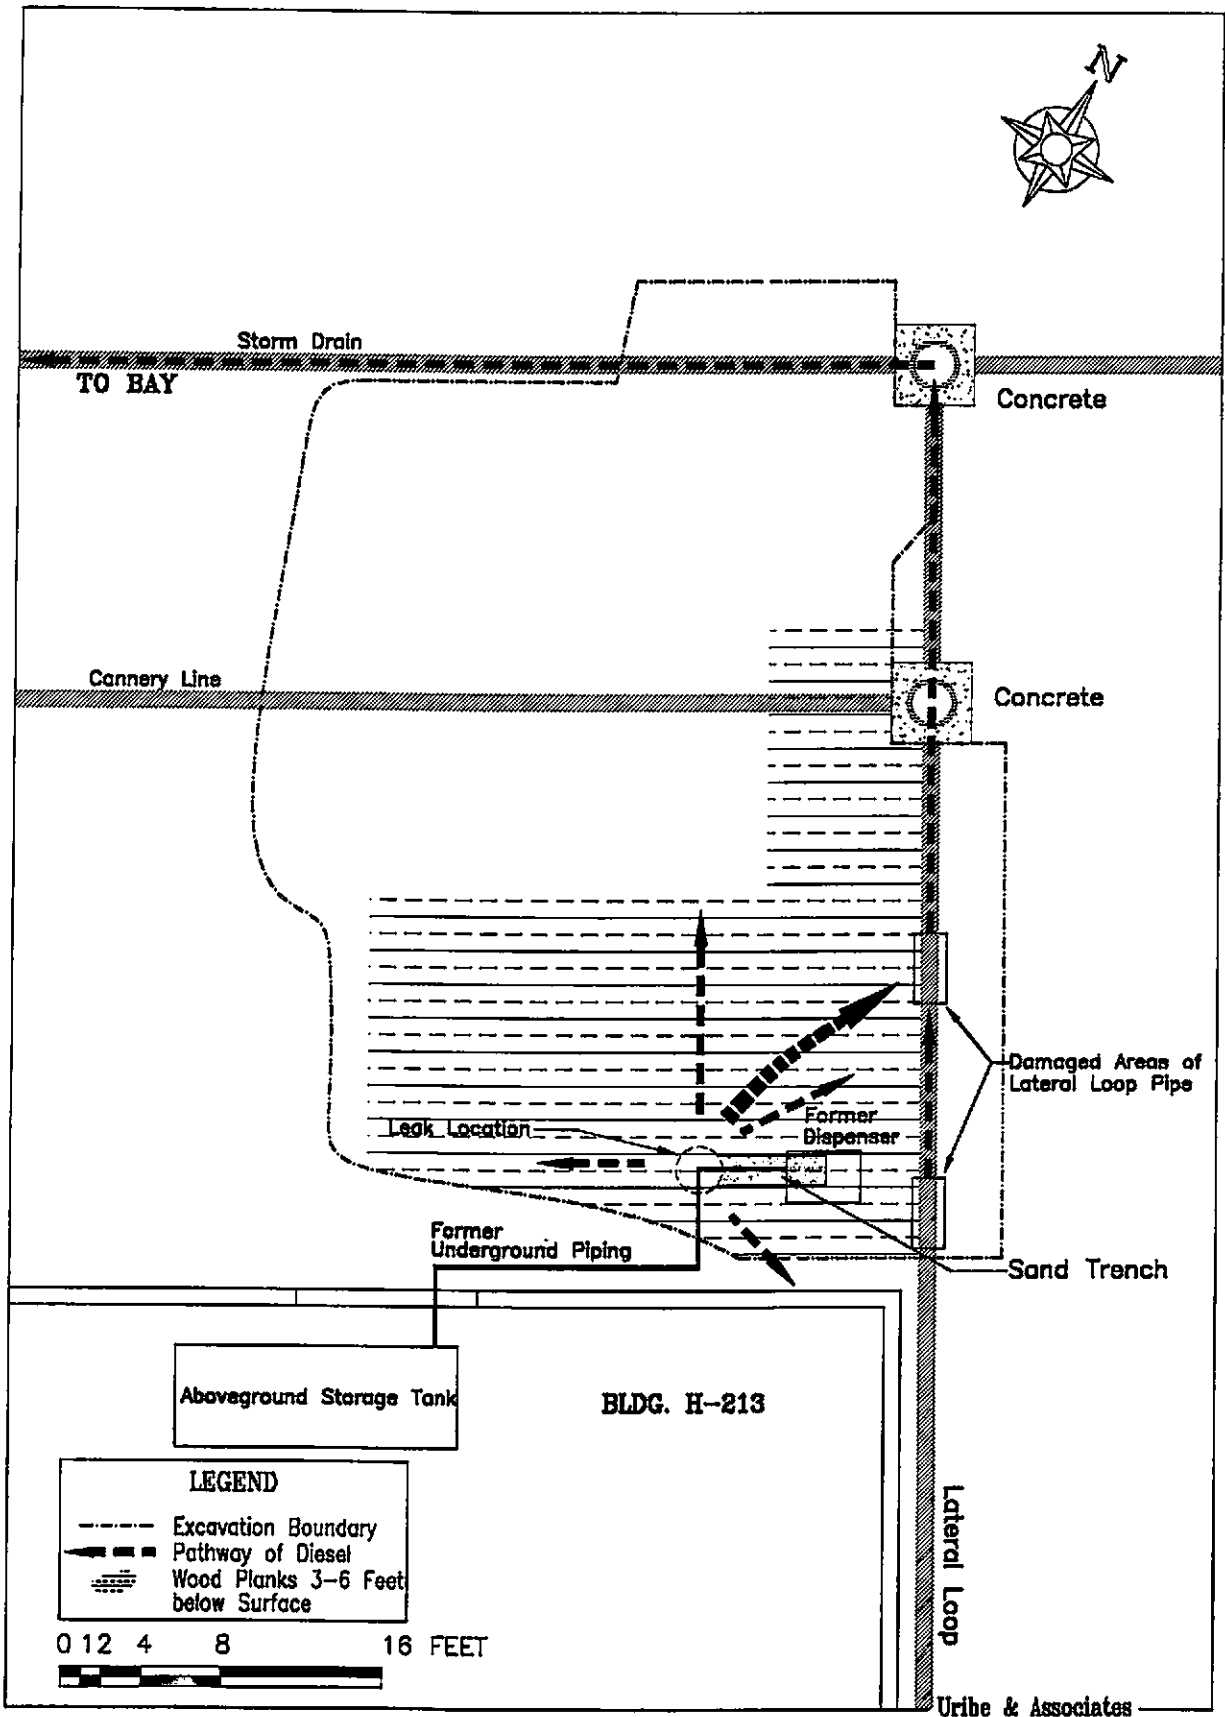 N
Storm Drain
TO BAY
Concrete
Cannery Line
Concrete
Damaged Areas of
Lateral Loop Pipe
Former
Dispenser
Leak Location
Former
Underground Piping
Sand Trench
Aboveground Storage Tank
BLDG. H-213
LEGEND
Excavation Boundary
Pathway of Diesel
Wood Planks 3-6 Feet
below Surface
0 1 2 4 8 16 FEET
Lateral Loop
Uribe & Associates